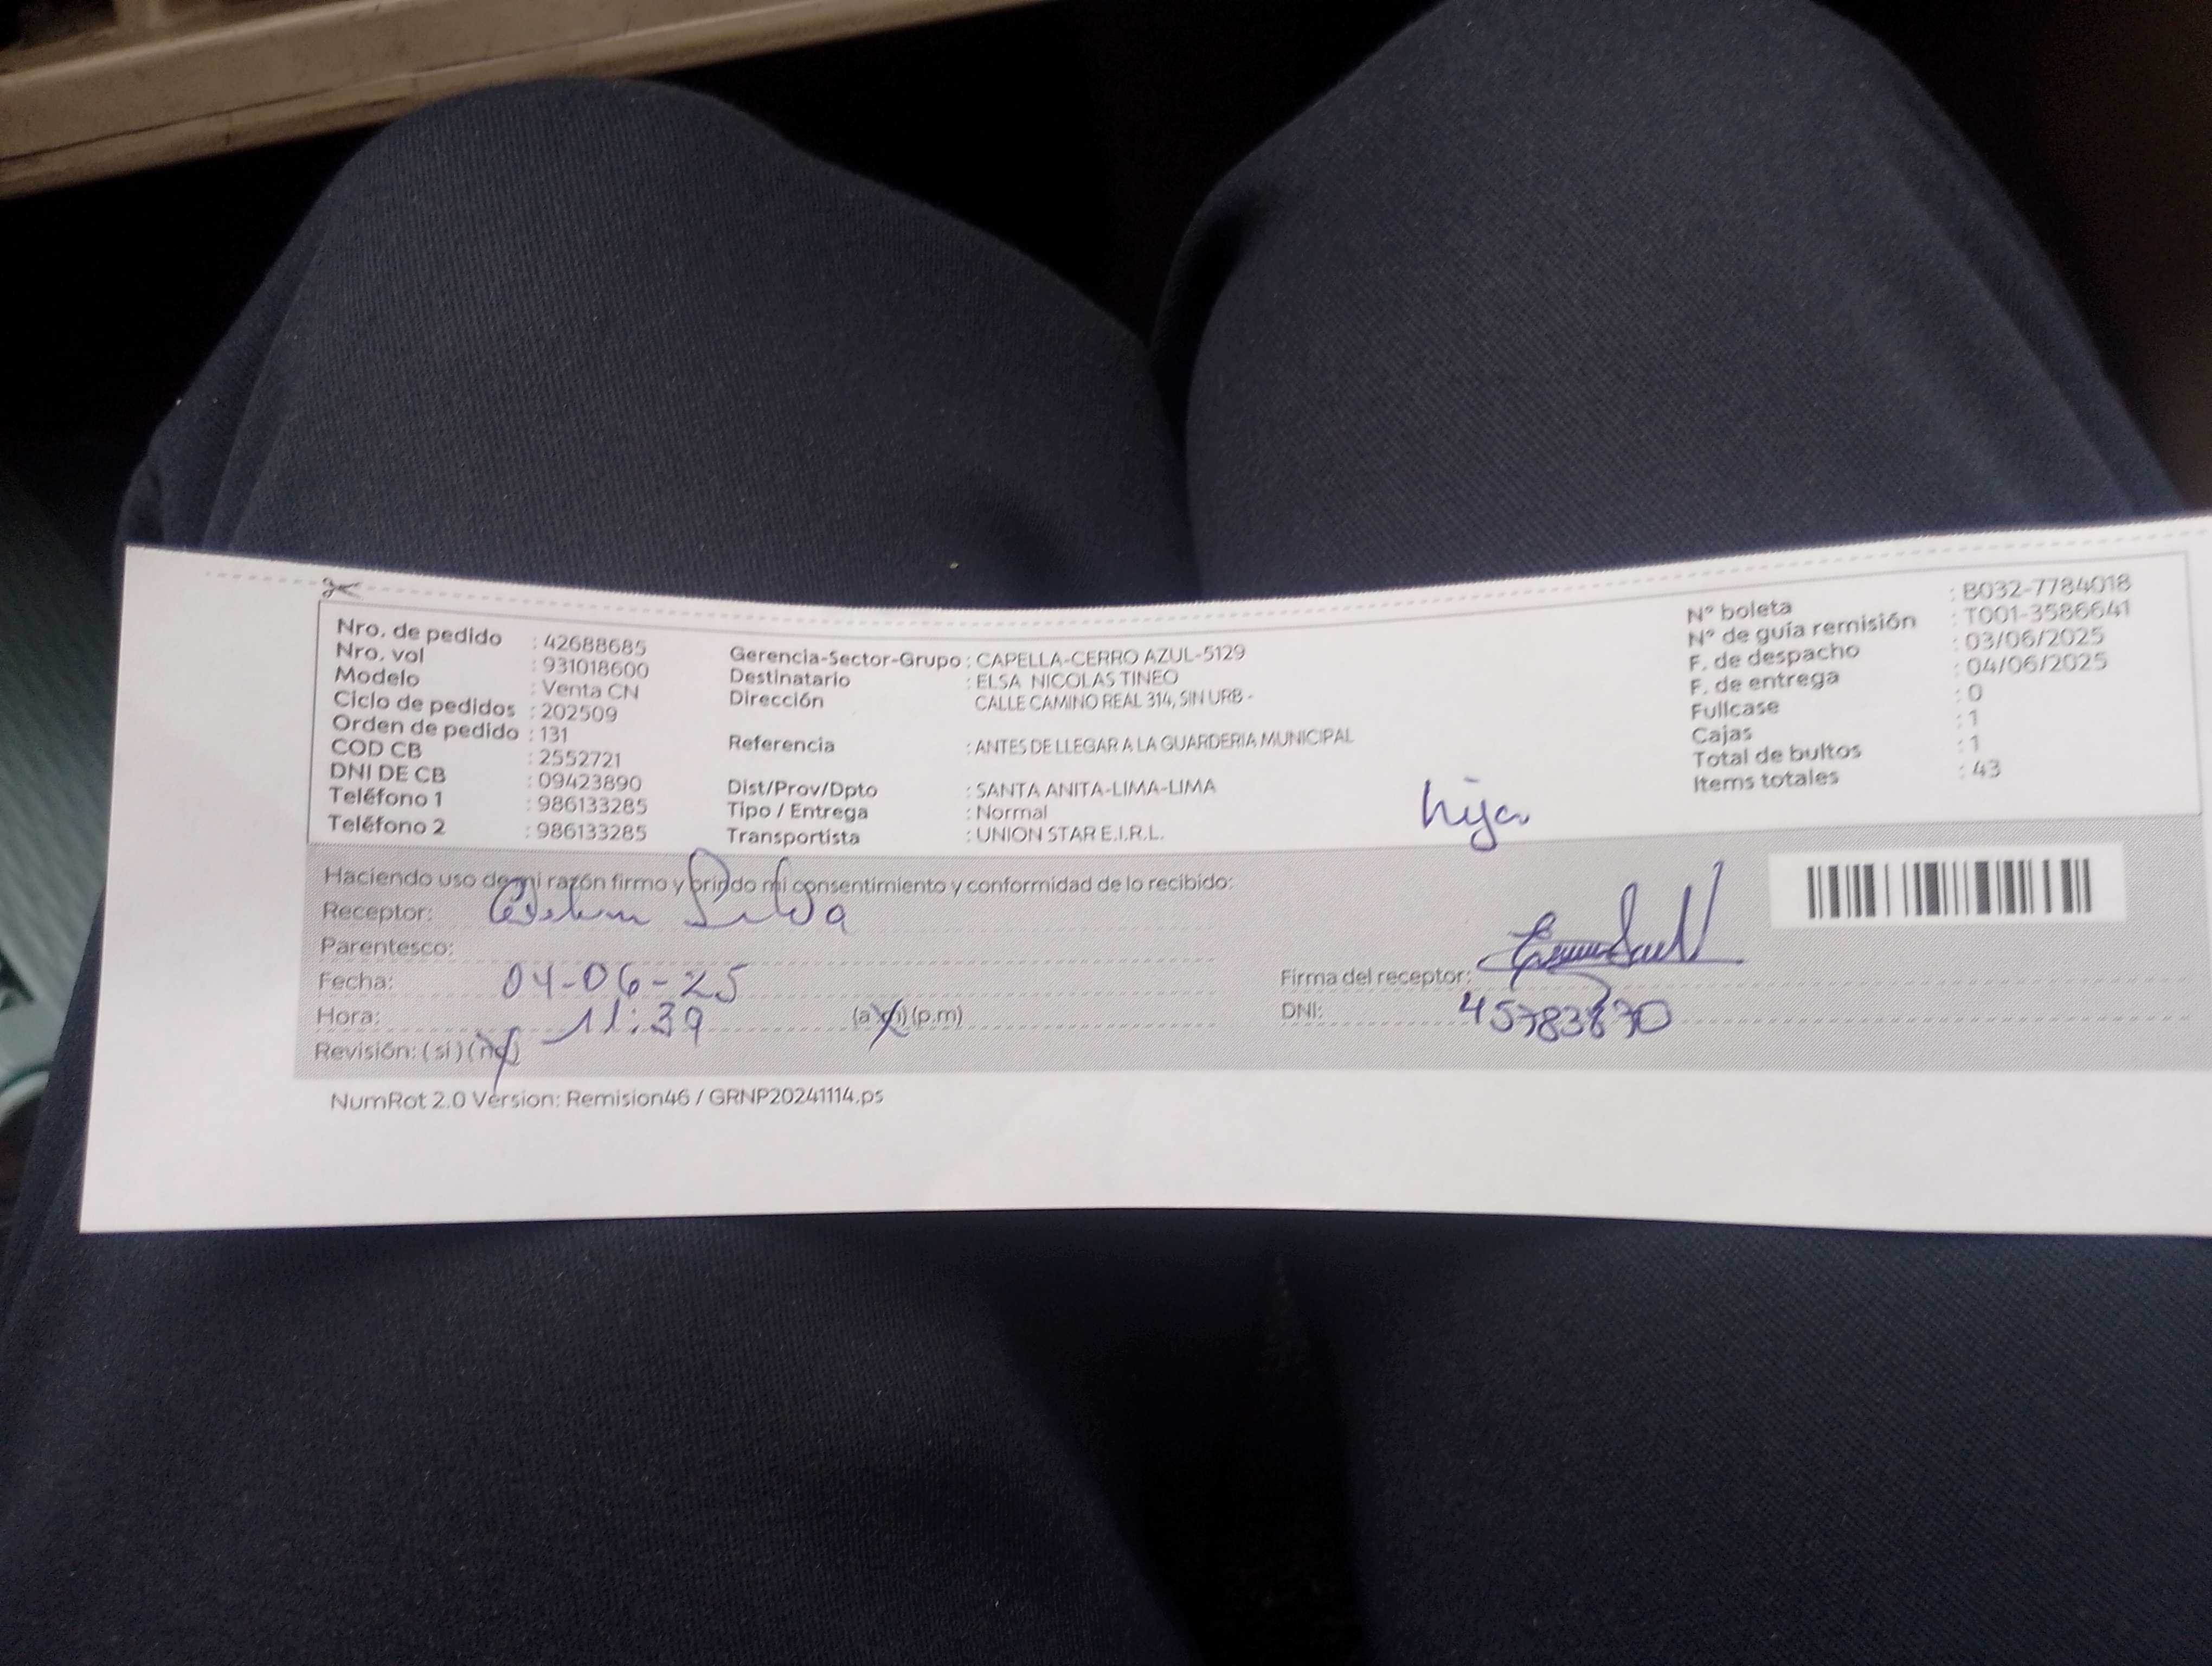 Nro. de pedido : 42688685
Nro. vol : 931018600
Modelo : Venta CN
Ciclo de pedidos : 202509
Orden de pedido : 131
COD CB : 2552721
DNI DE CB : 09423890
Teléfono 1 : 986133285
Teléfono 2 : 986133285
Gerencia-Sector-Grupo : CAPELLA-CERRO AZUL-5129
Destinatario : ELSA NICOLAS TINEO
Dirección CALLE CAMINO REAL 314, SIN URB -
Referencia : ANTES DE LLEGAR A LA GUARDERIA MUNICIPAL
Dist/Prov/Dpto : SANTA ANITA-LIMA-LIMA
Tipo / Entrega : Normal
Transportista : UNION STAR E.I.R.L.
hija
N° boleta : B032-7784018
N° de guía remisión : T001-3586641
F. de despacho : 03/06/2025
F. de entrega : 04/06/2025
Fullcase : 0
Cajas : 1
Total de bultos : 1
Items totales : 43
Haciendo uso de mi razón firmo y brindo mi consentimiento y conformidad de lo recibido:
Receptor: Silva
Parentesco:
Fecha: 04-06-25
Hora: 11:39 (a.m) (p.m)
Revisión: (si) (no)
Firma del receptor:
DNI: 45783870
NumRot 2.0 Version: Remision46 / GRNP20241114.ps